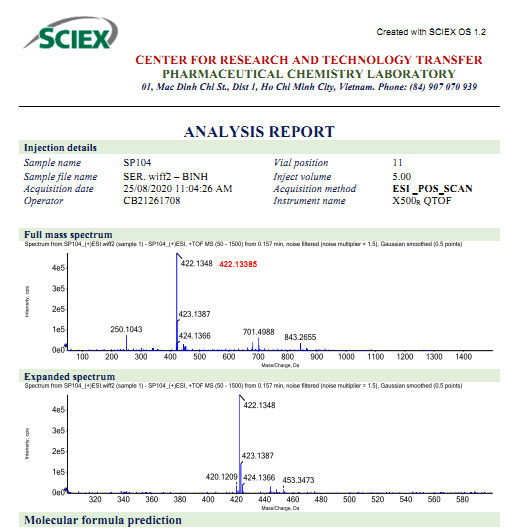 SCIEX
Created with SCIEX OS 1.2
CENTER FOR RESEARCH AND TECHNOLOGY TRANSFER
PHARMACEUTICAL CHEMISTRY LABORATORY
01, Mac Dinh Chi St., Dist 1, Ho Chi Minh City, Vietnam. Phone: (84) 907 070 939
ANALYSIS REPORT
Injection details
Sample name SP104 Vial position 11
Sample file name SER. wiff2 – BINH Inject volume 5.00
Acquisition date 25/08/2020 11:04:26 AM Acquisition method ESI_POS_SCAN
Operator CB21261708 Instrument name X500R QTOF
Full mass spectrum
Spectrum from SP104_(+)ESI.wiff2 (sample 1) - SP104_(+)ESI, +TOF MS (50 - 1500) from 0.157 min, noise filtered (noise multiplier = 1.5), Gaussian smoothed (0.5 points)
Intensity, cps
4e5
3e5
2e5
1e5
0e0
422.1348 422.13385
423.1387
424.1366
250.1043
701.4988
843.2655
100 200 300 400 500 600 700 800 900 1000 1100 1200 1300 1400
Mass/Charge, Da
Expanded spectrum
Spectrum from SP104_(+)ESI.wiff2 (sample 1) - SP104_(+)ESI, +TOF MS (50 - 1500) from 0.157 min, noise filtered (noise multiplier = 1.5), Gaussian smoothed (0.5 points)
Intensity, cps
4e5
3e5
2e5
1e5
0e0
422.1348
423.1387
420.1209
424.1366
453.3473
320 340 360 380 400 420 440 460 480 500 520 540 560 580
Mass/Charge, Da
Molecular formula prediction